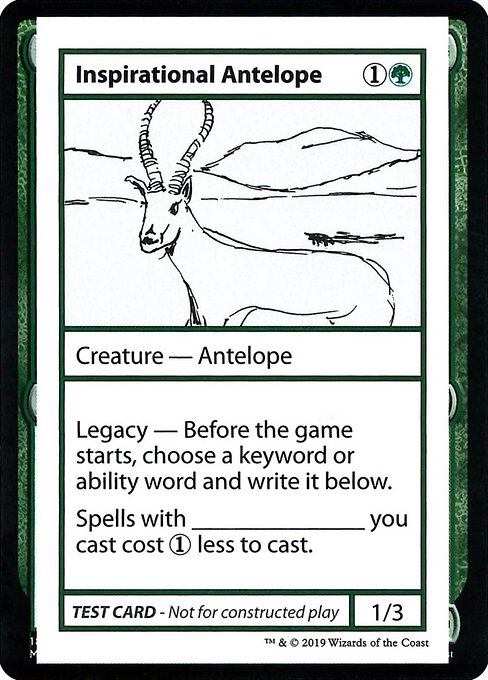 Inspirational Antelope ①
Creature — Antelope
Legacy — Before the game
starts, choose a keyword or
ability word and write it below.
Spells with ______________ you
cast cost ① less to cast.
TEST CARD - Not for constructed play 1/3
™ & © 2019 Wizards of the Coast